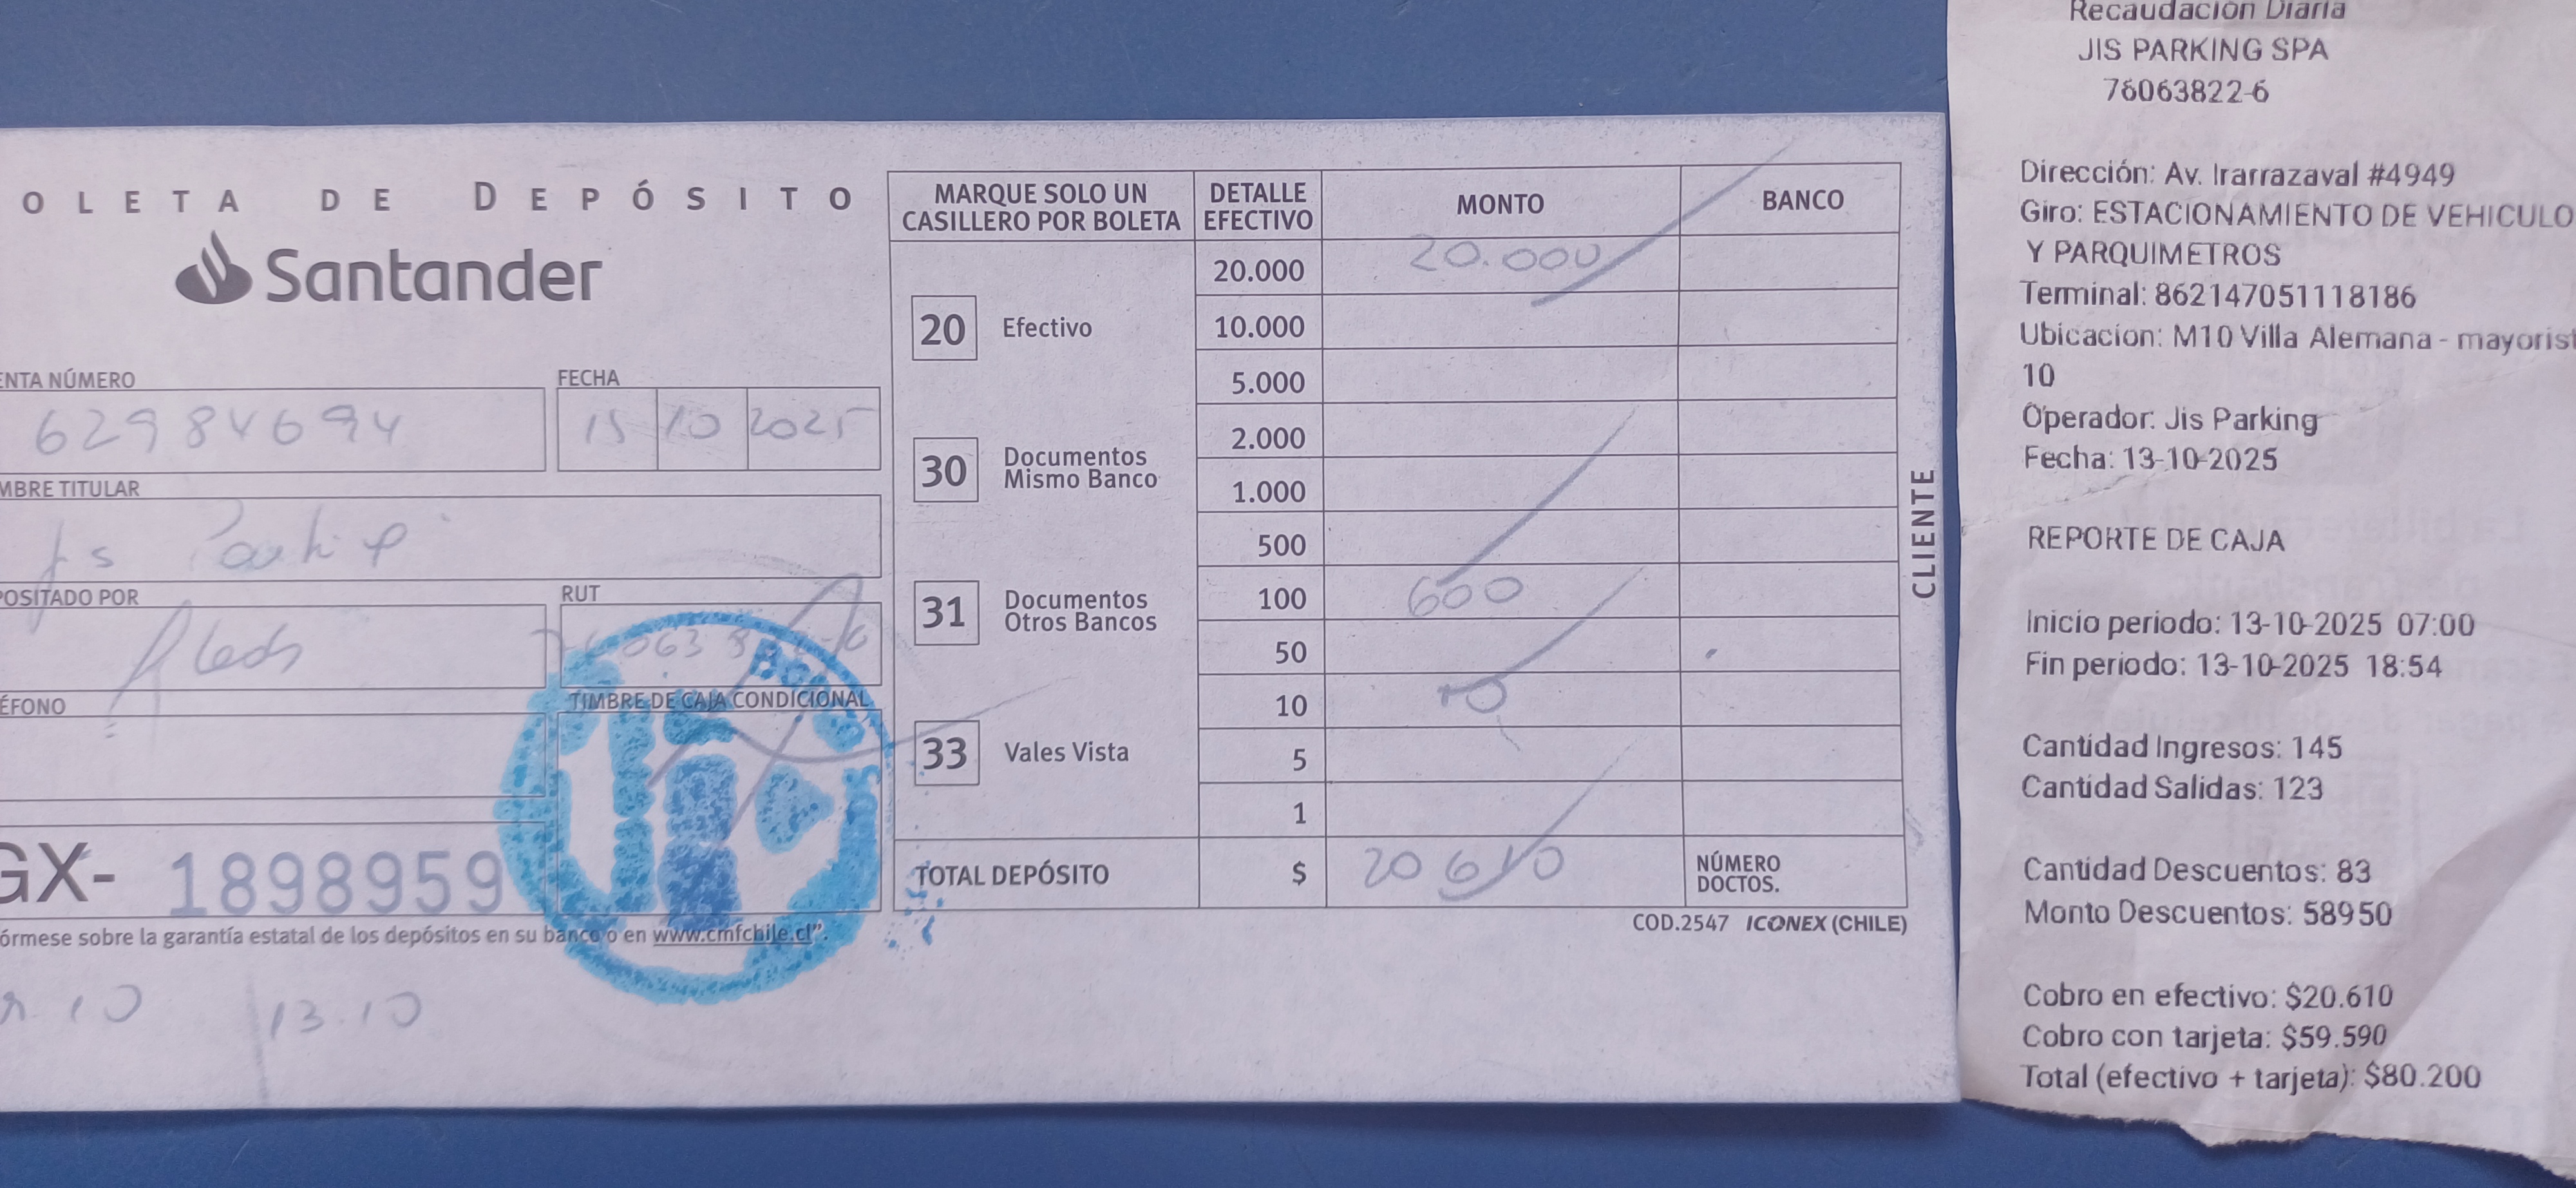 OLETA DE DEPÓSITO
Santander
ENTA NÚMERO
62984694
FECHA
15 10 2025
MBRE TITULAR
Jis Parking
POSITADO POR
RUT
ÉFONO
TIMBRE DE CAJA CONDICIONAL
GX- 1898959
órmese sobre la garantía estatal de los depósitos en su banco o en www.cmfchile.cl".
10 13.10
MARQUE SOLO UN CASILLERO POR BOLETA
DETALLE EFECTIVO
MONTO
BANCO
20 Efectivo
30 Documentos Mismo Banco
31 Documentos Otros Bancos
33 Vales Vista
20.000 20.000
10.000
5.000
2.000
1.000
500
100 600
50
10 10
5
1
TOTAL DEPÓSITO $ 20610
NÚMERO DOCTOS.
CLIENTE
COD.2547 ICONEX (CHILE)
Recaudacion Diaria
JIS PARKING SPA
76063822-6
Dirección: Av. Irarrazaval #4949
Giro: ESTACIONAMIENTO DE VEHICULO
Y PARQUIMETROS
Terminal: 862147051118186
Ubicacion: M10 Villa Alemana - mayorist
10
Operador: Jis Parking
Fecha: 13-10-2025
REPORTE DE CAJA
Inicio periodo: 13-10-2025 07:00
Fin periodo: 13-10-2025 18:54
Cantidad Ingresos: 145
Cantidad Salidas: 123
Cantidad Descuentos: 83
Monto Descuentos: 58950
Cobro en efectivo: $20.610
Cobro con tarjeta: $59.590
Total (efectivo + tarjeta): $80.200